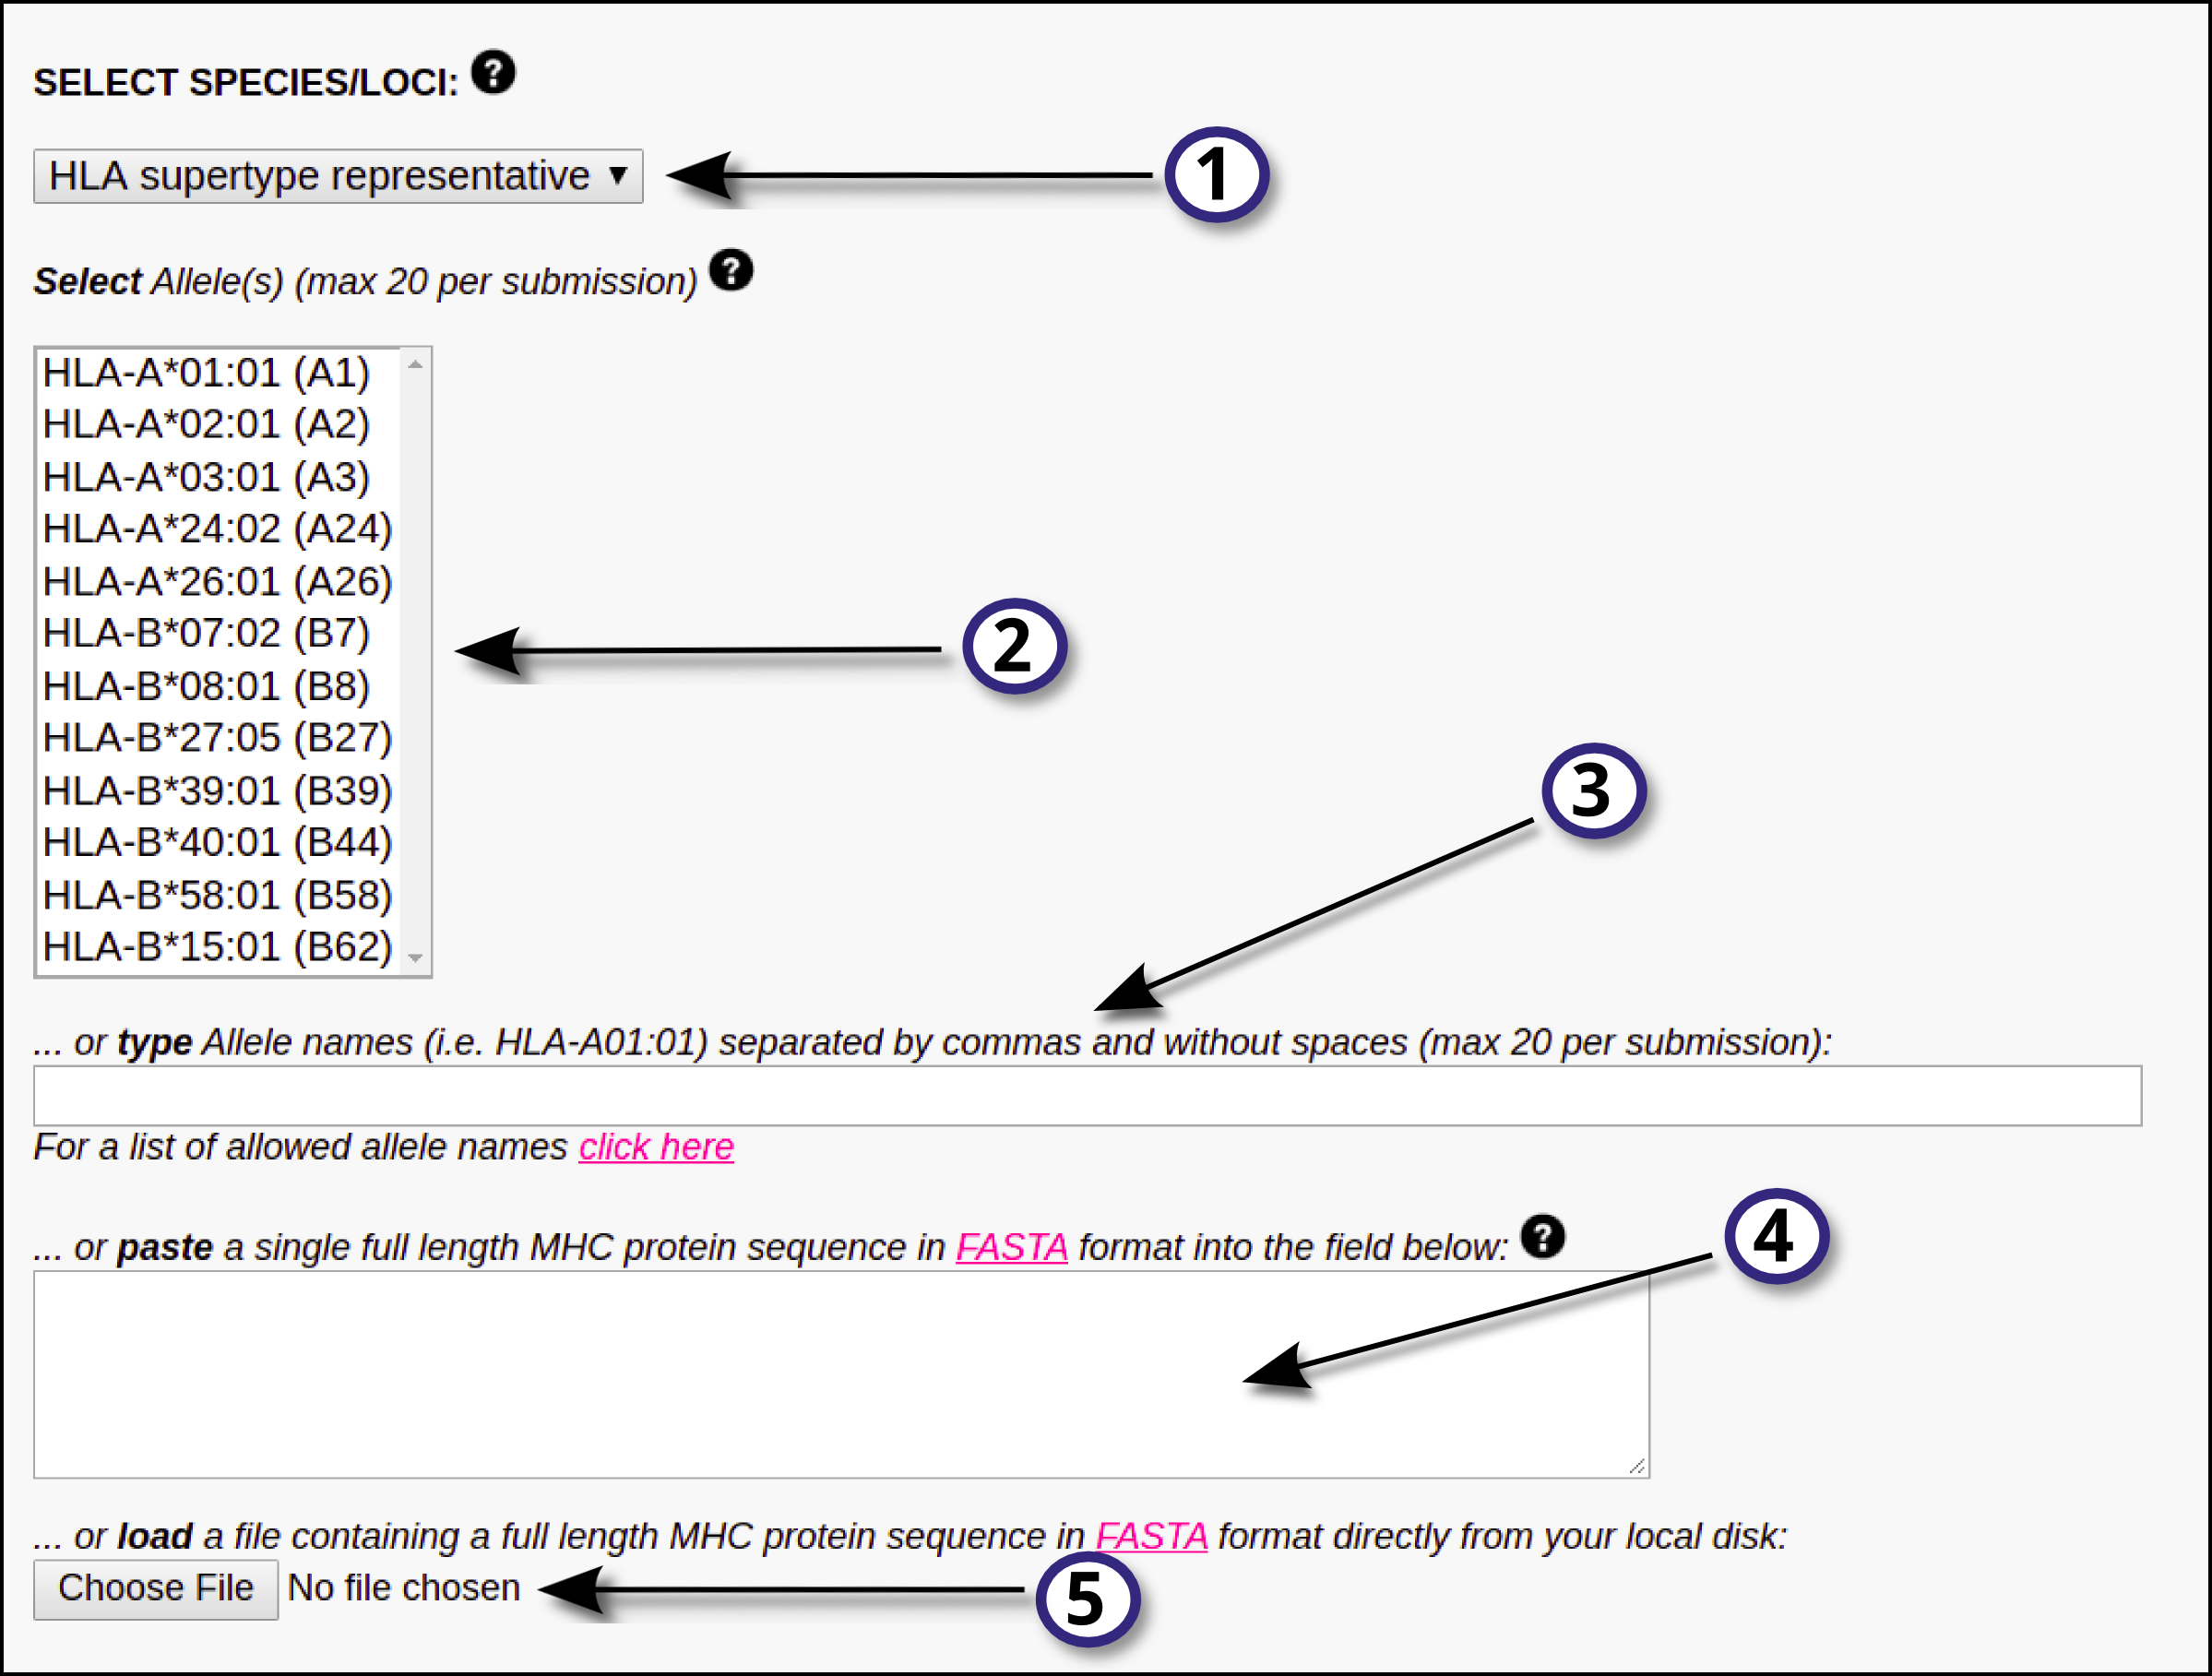 SELECT SPECIES/LOCI: ?
HLA supertype representative ▼
1
Select Allele(s) (max 20 per submission) ?
HLA-A*01:01 (A1)
HLA-A*02:01 (A2)
HLA-A*03:01 (A3)
HLA-A*24:02 (A24)
HLA-A*26:01 (A26)
HLA-B*07:02 (B7)
HLA-B*08:01 (B8)
HLA-B*27:05 (B27)
HLA-B*39:01 (B39)
HLA-B*40:01 (B44)
HLA-B*58:01 (B58)
HLA-B*15:01 (B62)
2
3
... or type Allele names (i.e. HLA-A01:01) separated by commas and without spaces (max 20 per submission):
For a list of allowed allele names click here
... or paste a single full length MHC protein sequence in FASTA format into the field below: ?
4
... or load a file containing a full length MHC protein sequence in FASTA format directly from your local disk:
Choose File No file chosen
5